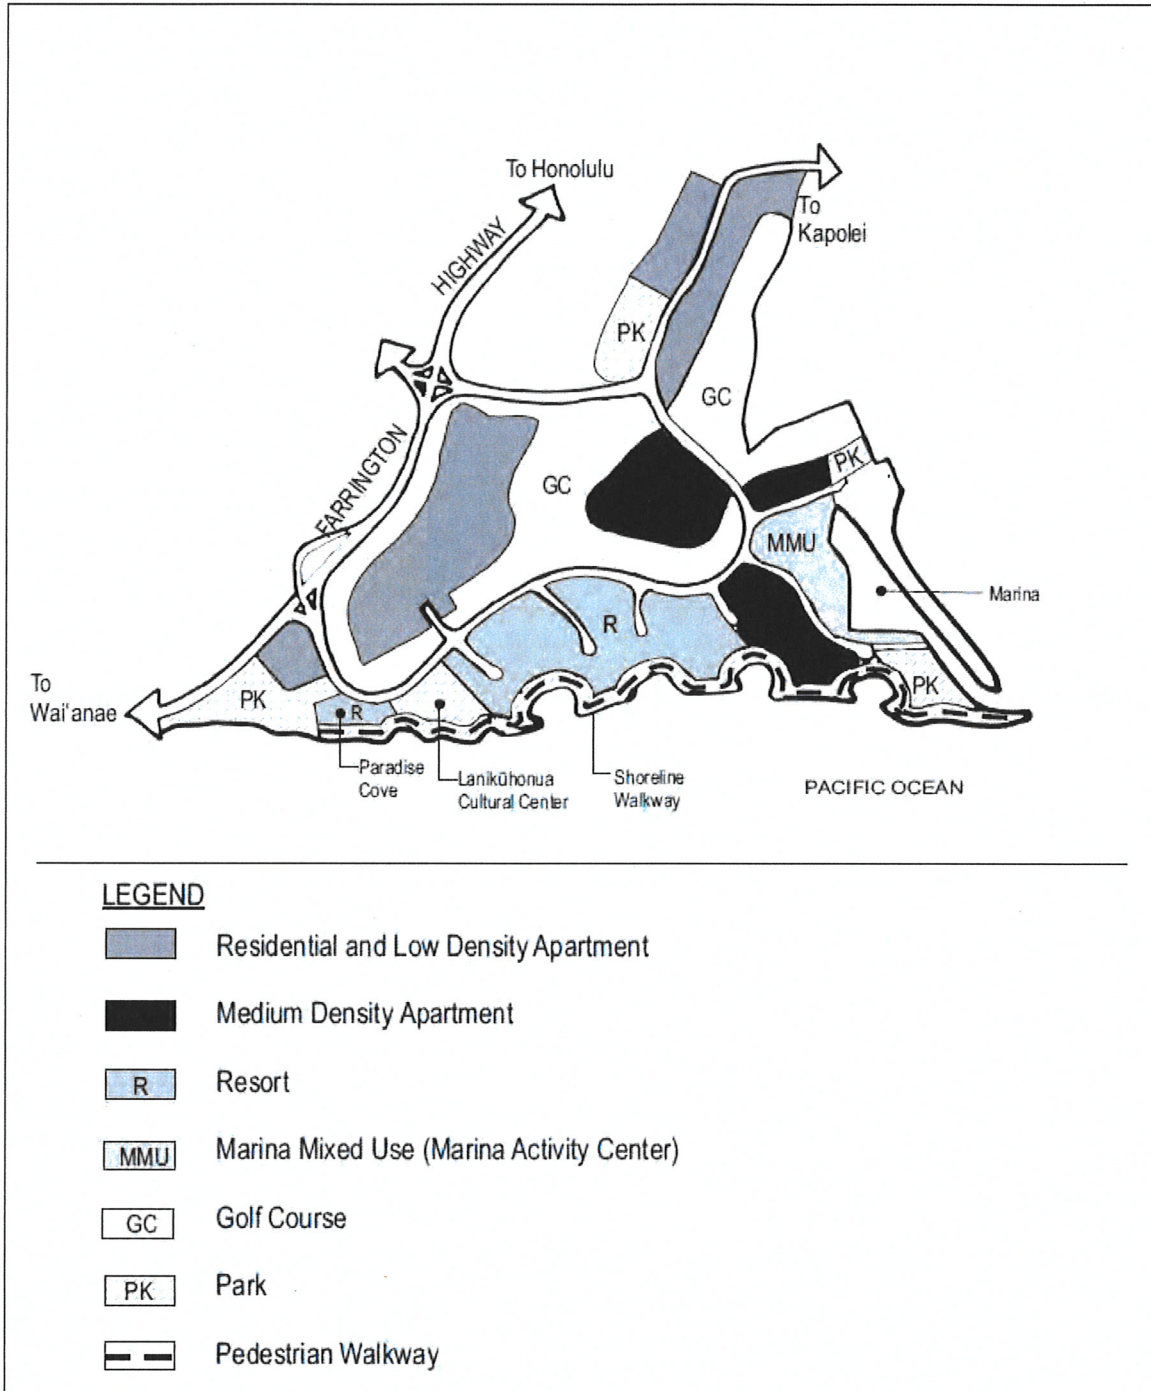 To Honolulu
HIGHWAY
To
Kapolei
PK
GC
FARRINGTON
GC
PK
MMU
Marina
R
To
Wai'anae
PK
R
PK
Paradise
Cove
Lanikūhonua
Cultural Center
Shoreline
Walkway
PACIFIC OCEAN
LEGEND
Residential and Low Density Apartment
Medium Density Apartment
R Resort
MMU Marina Mixed Use (Marina Activity Center)
GC Golf Course
PK Park
Pedestrian Walkway